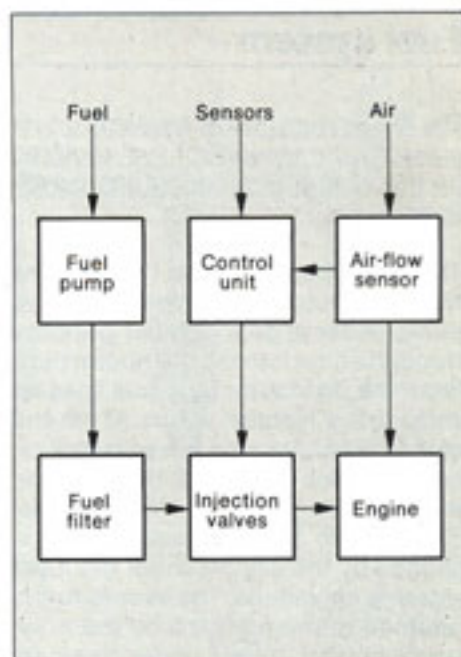 Fuel
Sensors
Air
Fuel
pump
Control
unit
Air-flow
sensor
Fuel
filter
Injection
valves
Engine